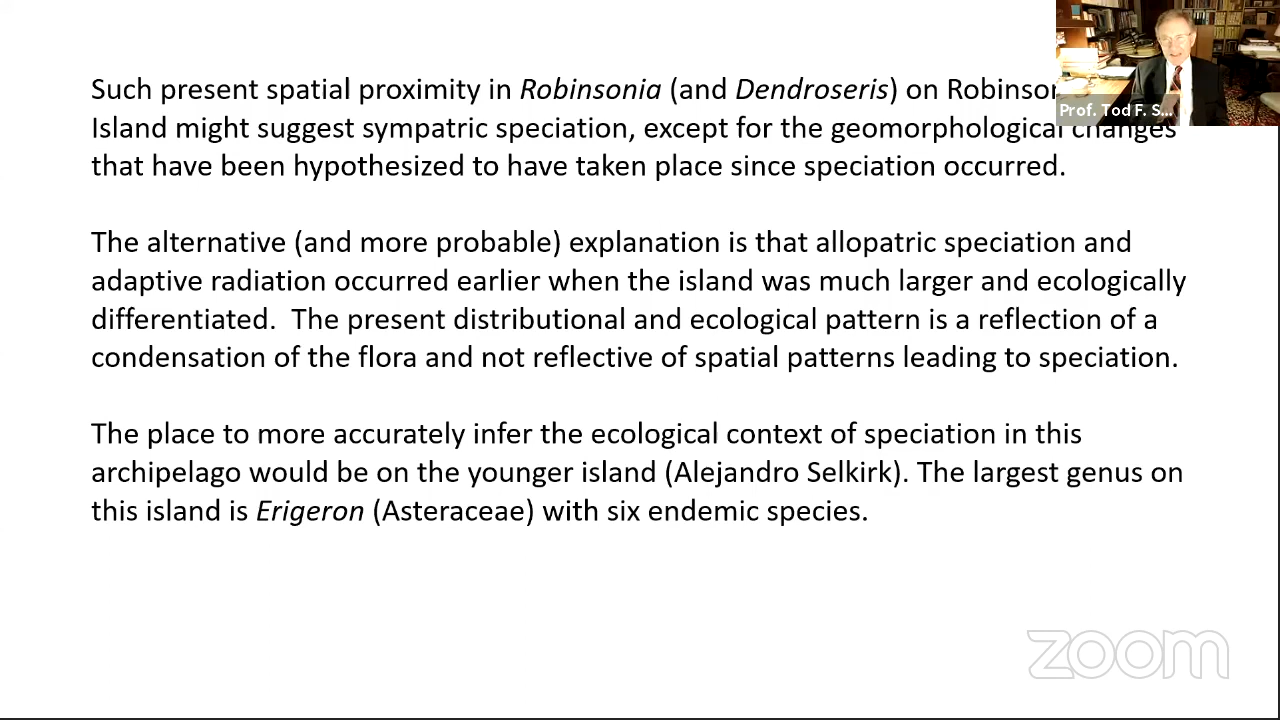 Such present spatial proximity in Robinsonia (and Dendroseris) on
Island might suggest sympatric speciation, except for the geomorphological changes
that have been hypothesized to have taken place since speciation occurred.
The alternative (and more probable) explanation is that allopatric speciation and
adaptive radiation occurred earlier when the island was much larger and ecologically
differentiated. The present distributional and ecological pattern is a reflection of a
condensation of the flora and not reflective of spatial patterns leading to speciation.
The place to more accurately infer the ecological context of speciation in this
archipelago would be on the younger island (Alejandro Selkirk). The largest genus on
this island is Erigeron (Asteraceae) with six endemic species.
Prof. Tod F. S...
zoom